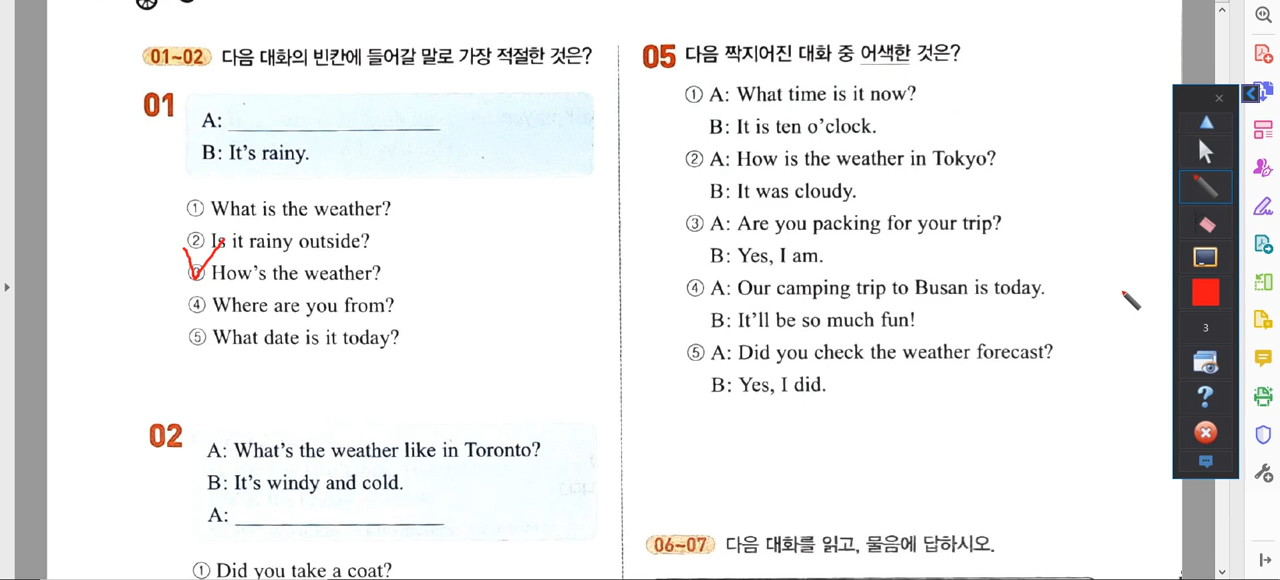 01~02 다음 대화의 빈칸에 들어갈 말로 가장 적절한 것은?
01
A: ____________________
B: It's rainy.
① What is the weather?
② Is it rainy outside?
③ How's the weather?
④ Where are you from?
⑤ What date is it today?
02
A: What's the weather like in Toronto?
B: It's windy and cold.
A: ____________________
① Did you take a coat?
05 다음 짝지어진 대화 중 어색한 것은?
① A: What time is it now?
B: It is ten o'clock.
② A: How is the weather in Tokyo?
B: It was cloudy.
③ A: Are you packing for your trip?
B: Yes, I am.
④ A: Our camping trip to Busan is today.
B: It'll be so much fun!
⑤ A: Did you check the weather forecast?
B: Yes, I did.
06~07 다음 대화를 읽고, 물음에 답하시오.
3